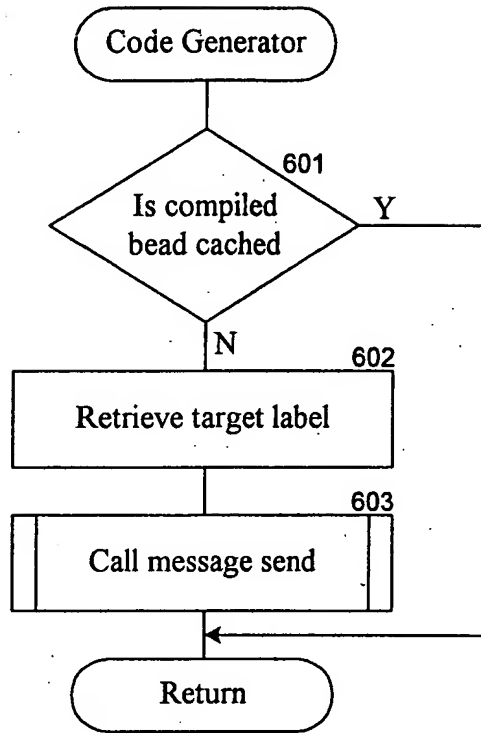 Code Generator
601
Is compiled
bead cached
Y
N
602
Retrieve target label
603
Call message send
Return